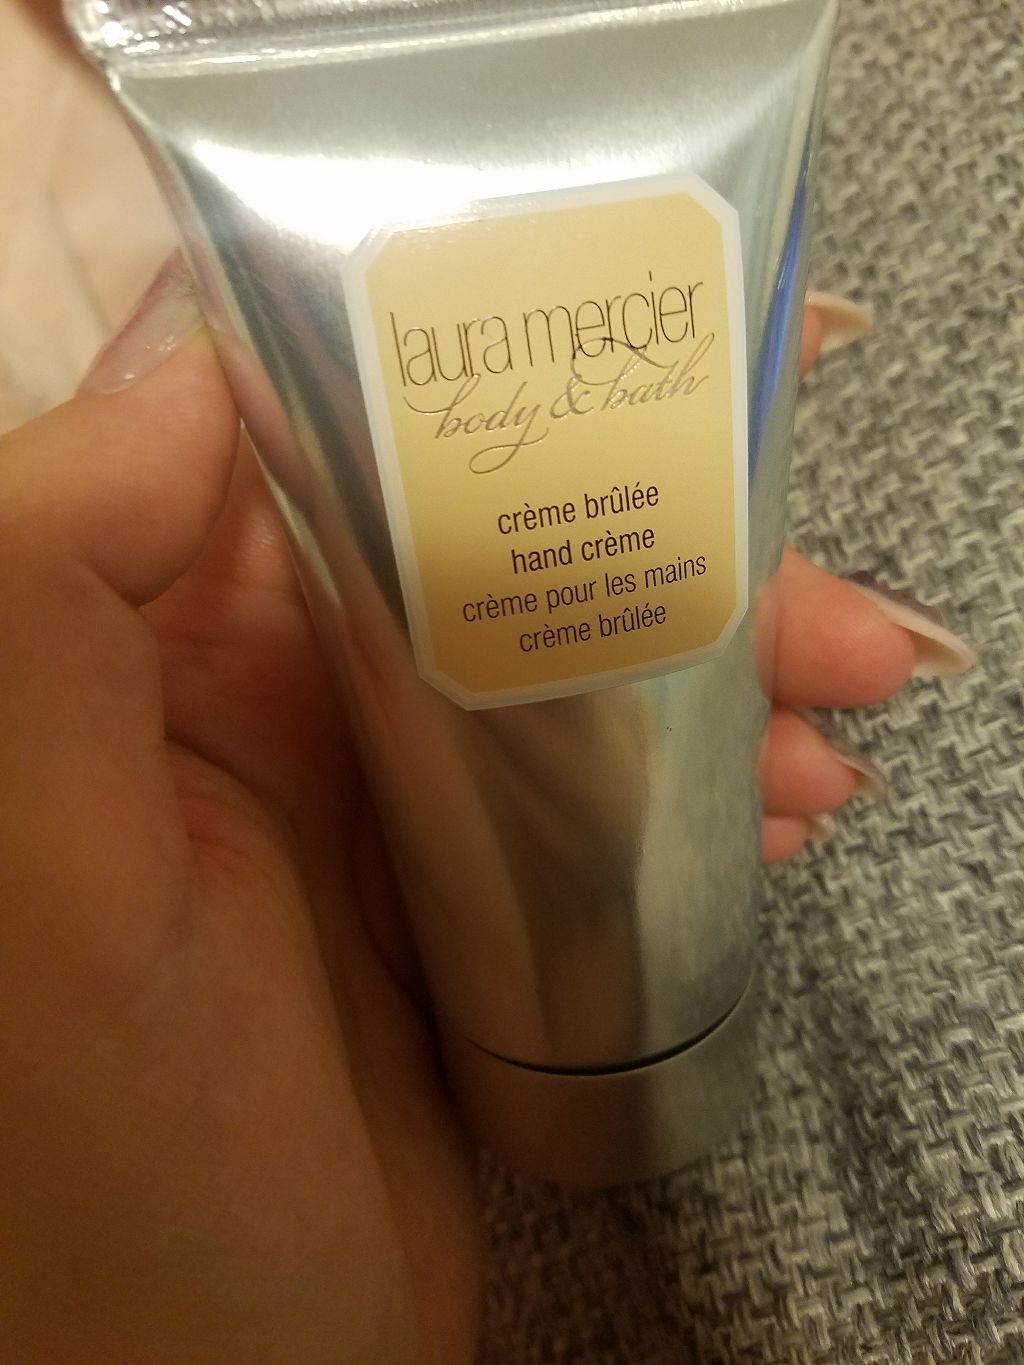 laura mercier
body & bath
crème brûlée
hand crème
crème pour les mains
crème brûlée